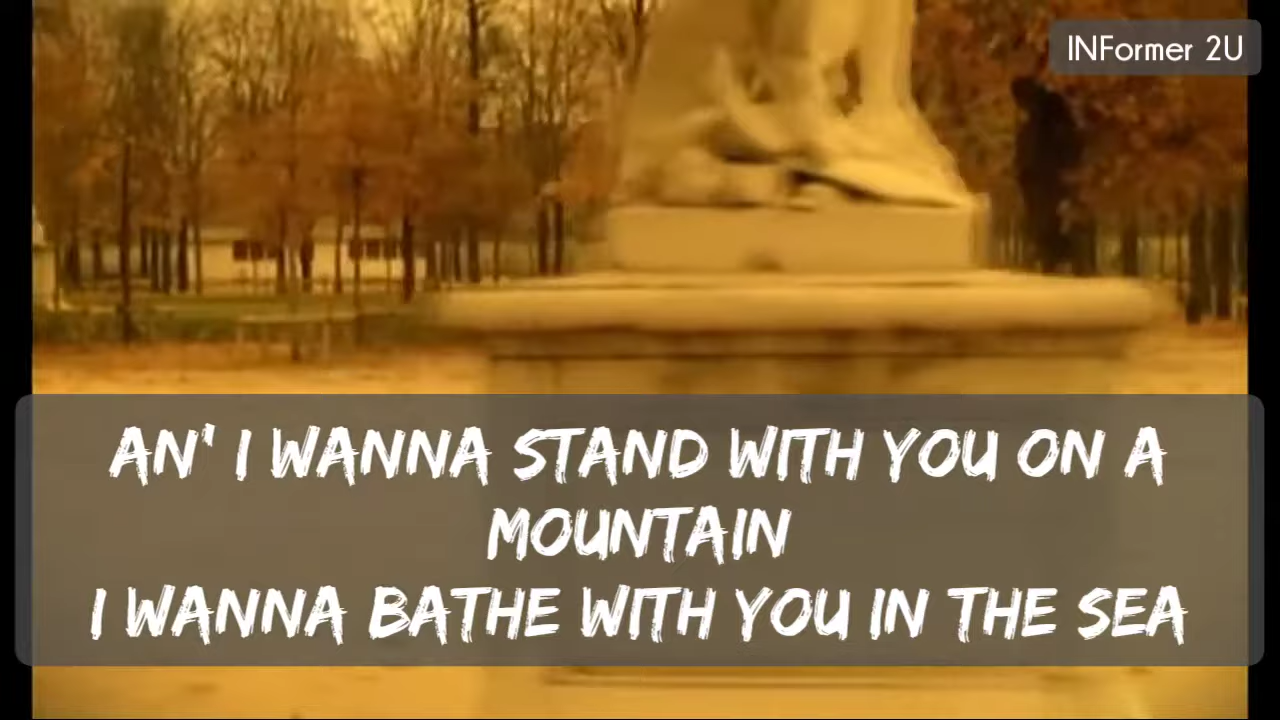 INFormer 2U
AN' I WANNA STAND WITH YOU ON A
MOUNTAIN
I WANNA BATHE WITH YOU IN THE SEA